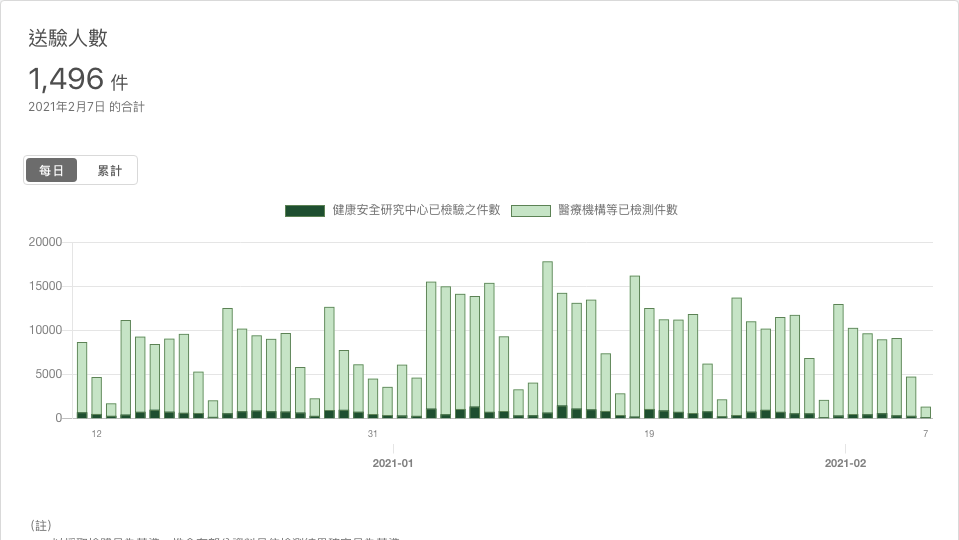 送驗人數
1,496 件
2021年2月7日 的合計
每日 累計
健康安全研究中心已檢驗之件數 醫療機構等已檢測件數
20000
15000
10000
5000
0
12 31 19 7
2021-01 2021-02
(註)